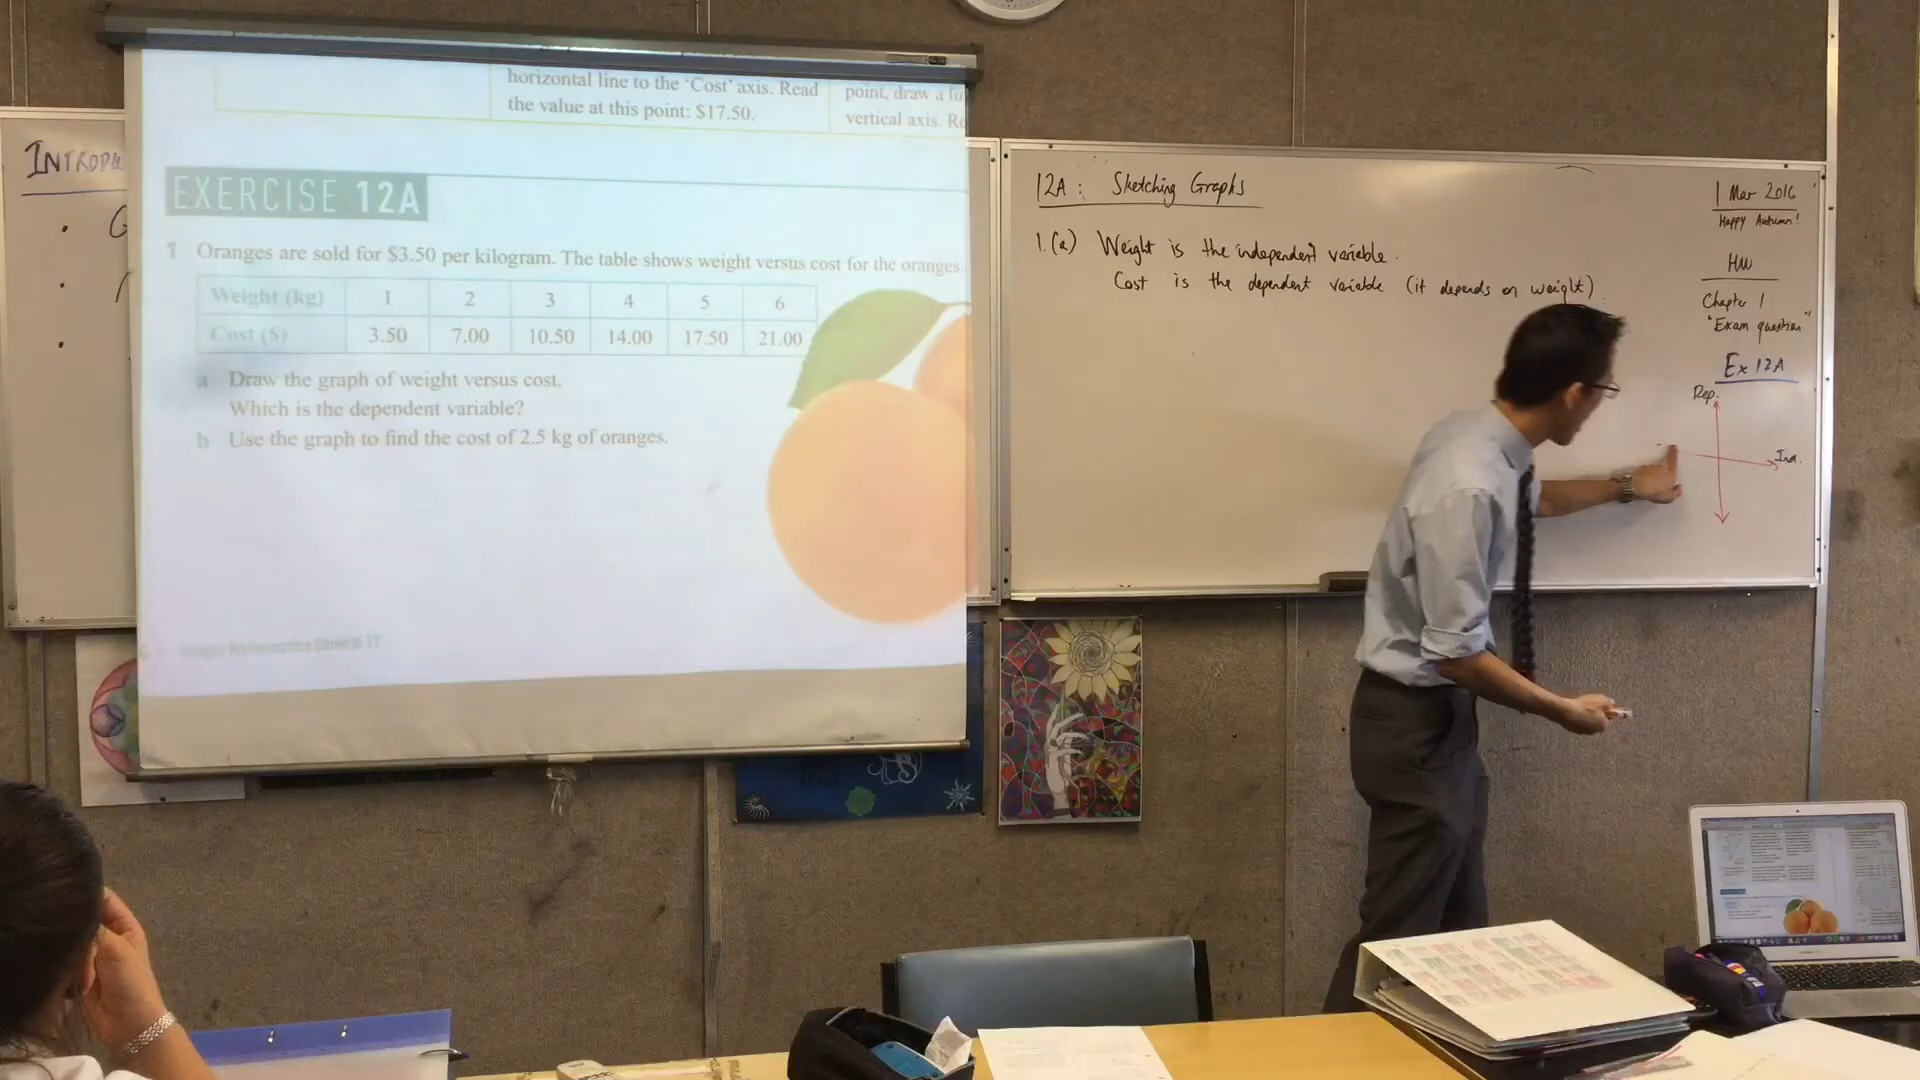 horizontal line to the 'Cost' axis. Read
the value at this point: $17.50.
point, draw a
vertical axis.
EXERCISE 12A
1 Oranges are sold for $3.50 per kilogram. The table shows weight versus cost for the oranges.
Weight (kg) 1 2 3 4 5 6
Cost ($) 3.50 7.00 10.50 14.00 17.50 21.00
a Draw the graph of weight versus cost.
Which is the dependent variable?
b Use the graph to find the cost of 2.5 kg of oranges.
Mathematics General 11
INTRODU
12A: Sketching Graphs
1.(a) Weight is the independent variable.
Cost is the dependent variable (it depends on weight).
1 Mar 2016
Happy Autumn!
HW
Chapter 1
"Exam question"
Ex 12A
Dep.
Ind.